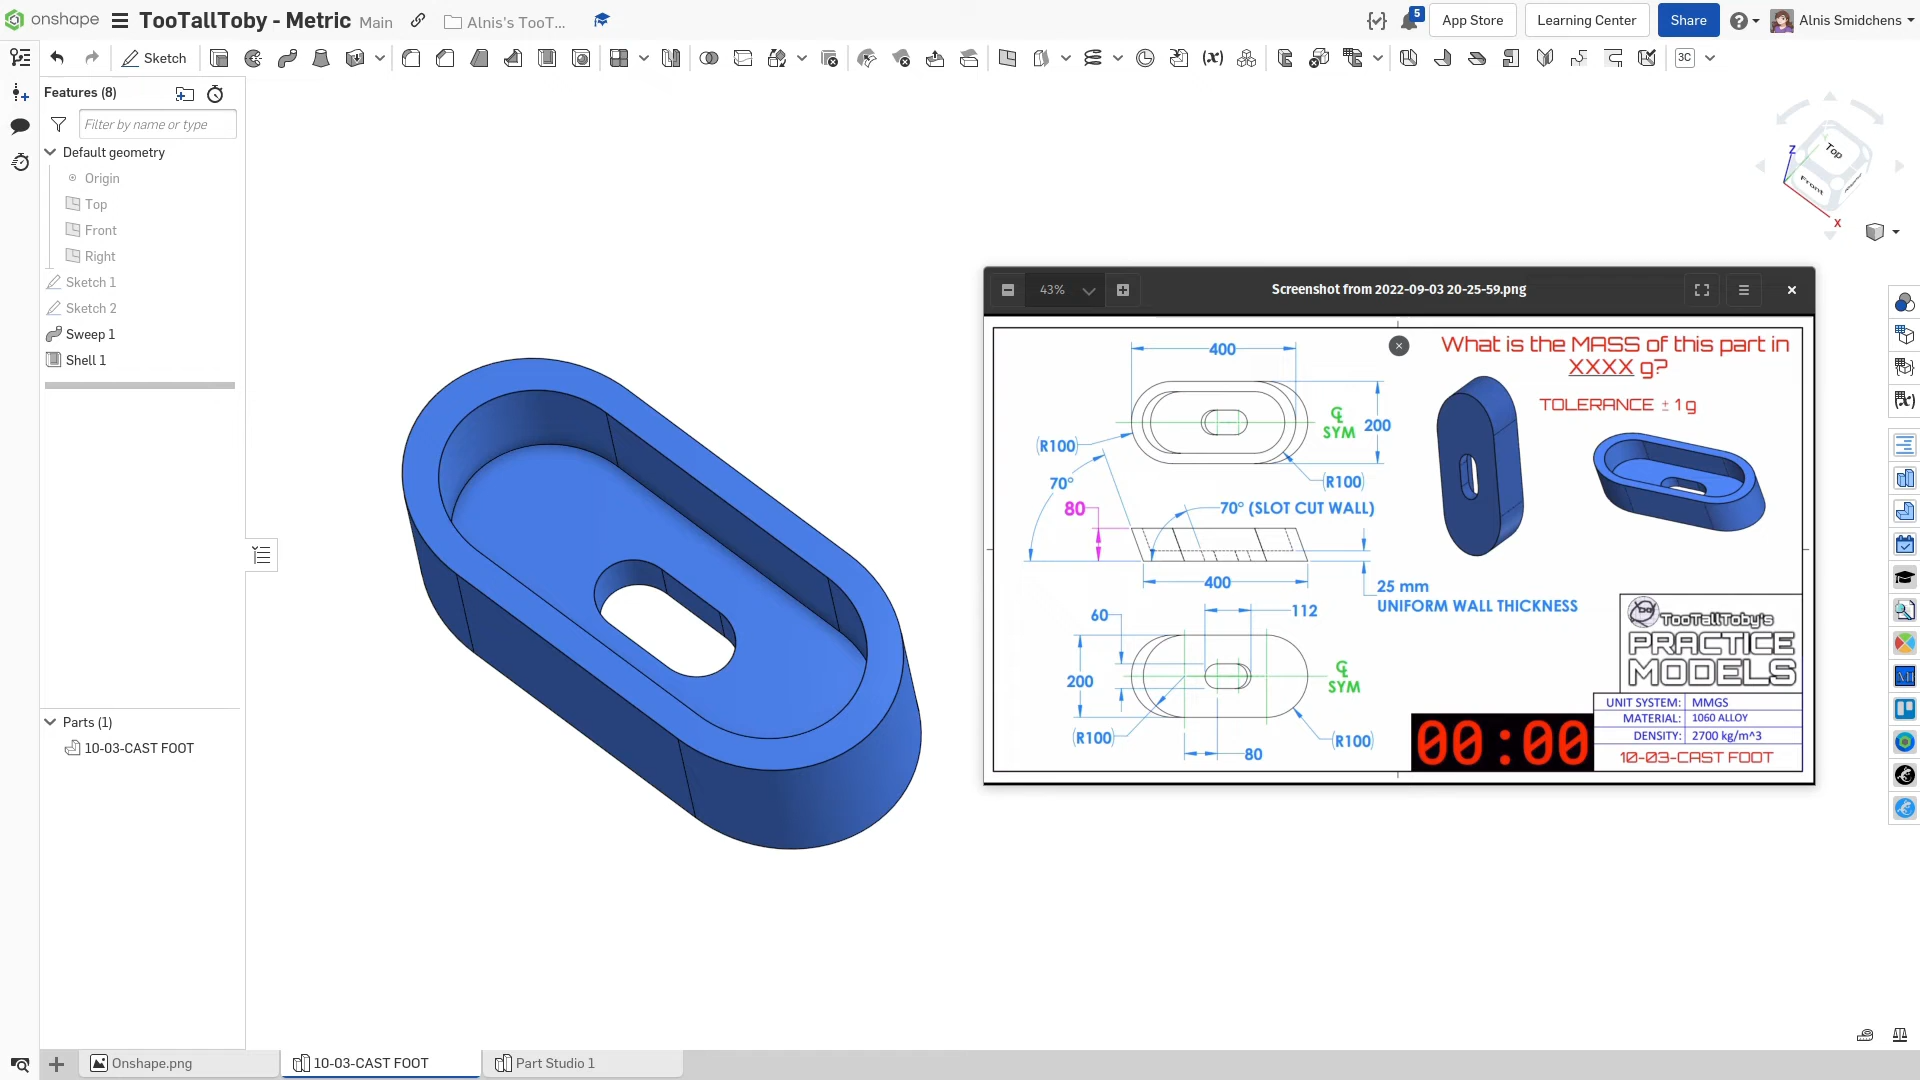 onshape TooTallToby - Metric Main Alnis's TooT... 5 App Store Learning Center Share Alnis Smidchens
Sketch (x) 3C
Features (8)
Filter by name or type
Default geometry
Origin
Top
Front
Right
Sketch 1
Sketch 2
Sweep 1
Shell 1
Parts (1)
10-03-CAST FOOT
Z
Top
Front
X
43% Screenshot from 2022-09-03 20-25-59.png
400
What is the MASS of this part in
XXXX g?
TOLERANCE ± 1 g
℄
SYM
200
(R100)
(R100)
70°
80
70° (SLOT CUT WALL)
400
25 mm
UNIFORM WALL THICKNESS
60
112
200
℄
SYM
(R100)
(R100)
80
TooTallToby's
PRACTICE
MODELS
UNIT SYSTEM: MMGS
MATERIAL: 1060 ALLOY
DENSITY: 2700 kg/m^3
10-03-CAST FOOT
00:00
Onshape.png 10-03-CAST FOOT Part Studio 1